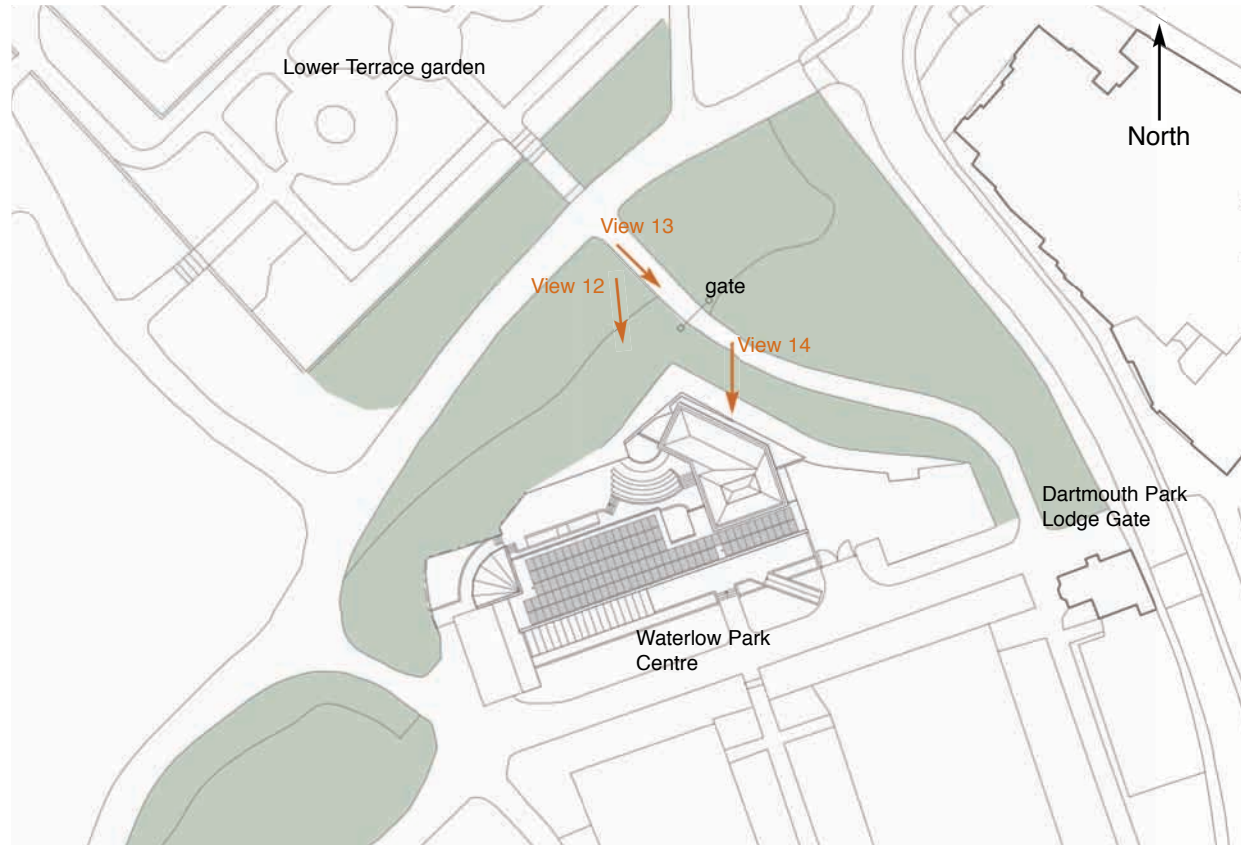 Lower Terrace garden
North
View 13
View 12
gate
View 14
Dartmouth Park
Lodge Gate
Waterlow Park
Centre